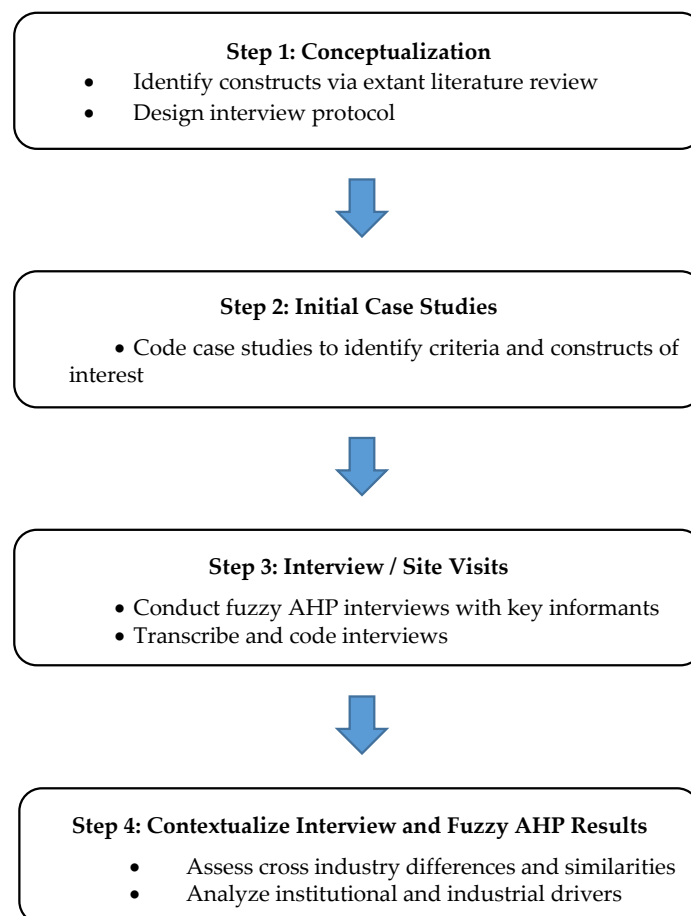 Step 1: Conceptualization
• Identify constructs via extant literature review
• Design interview protocol
Step 2: Initial Case Studies
• Code case studies to identify criteria and constructs of
interest
Step 3: Interview / Site Visits
• Conduct fuzzy AHP interviews with key informants
• Transcribe and code interviews
Step 4: Contextualize Interview and Fuzzy AHP Results
• Assess cross industry differences and similarities
• Analyze institutional and industrial drivers